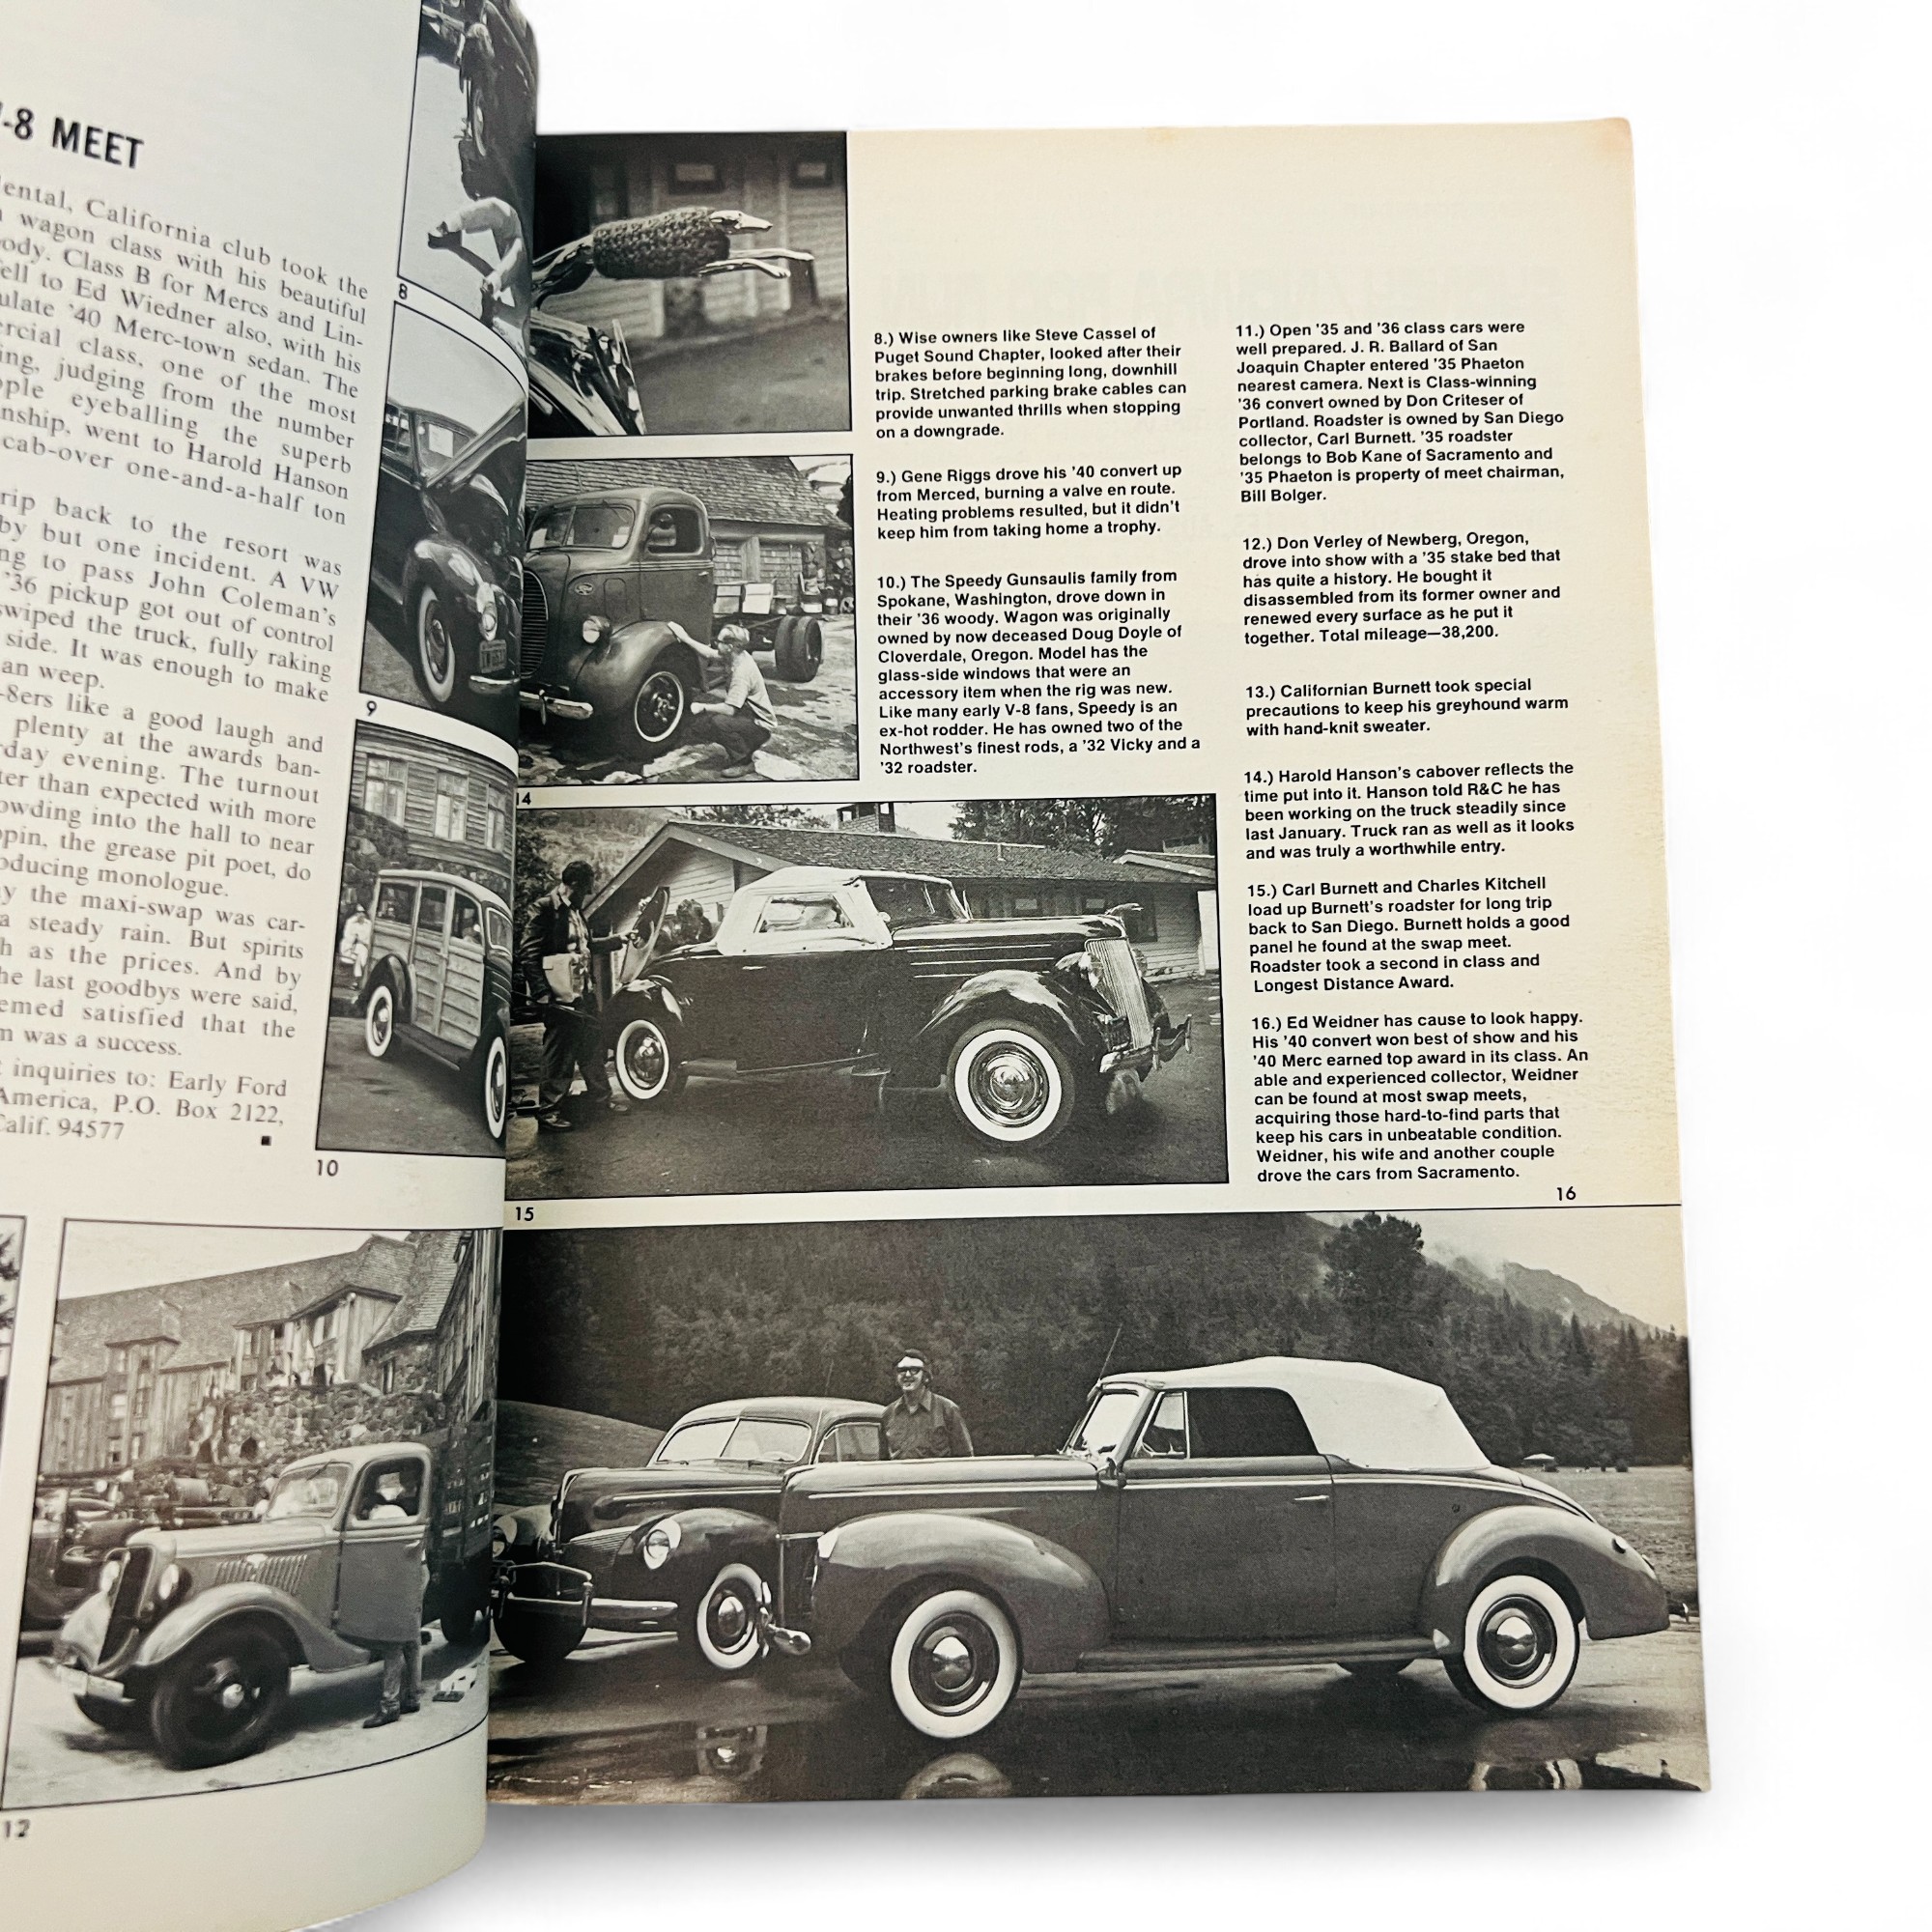 -8 MEET
California club took the
wagon class with his beautiful
Class B for Mercs and Lin-
to Ed Wiedner also, with his
'40 Merc-town sedan. The
class, one of the most
judging from the number
eyeballing the superb
went to Harold Hanson
cab-over one-and-a-half ton
back to the resort was
by but one incident. A VW
to pass John Coleman's
'36 pickup got out of control
swiped the truck, fully raking
side. It was enough to make
an weep.
-8ers like a good laugh and
plenty at the awards ban-
evening. The turnout
than expected with more
into the hall to near
the grease pit poet, do
monologue.
the maxi-swap was car-
a steady rain. But spirits
as the prices. And by
last goodbys were said,
satisfied that the
was a success.
inquiries to: Early Ford
America, P.O. Box 2122,
Calif. 94577
8
9
10
12
14
15
8.) Wise owners like Steve Cassel of
Puget Sound Chapter, looked after their
brakes before beginning long, downhill
trip. Stretched parking brake cables can
provide unwanted thrills when stopping
on a downgrade.
9.) Gene Riggs drove his '40 convert up
from Merced, burning a valve en route.
Heating problems resulted, but it didn't
keep him from taking home a trophy.
10.) The Speedy Gunsaulis family from
Spokane, Washington, drove down in
their '36 woody. Wagon was originally
owned by now deceased Doug Doyle of
Cloverdale, Oregon. Model has the
glass-side windows that were an
accessory item when the rig was new.
Like many early V-8 fans, Speedy is an
ex-hot rodder. He has owned two of the
Northwest's finest rods, a '32 Vicky and a
'32 roadster.
11.) Open '35 and '36 class cars were
well prepared. J. R. Ballard of San
Joaquin Chapter entered '35 Phaeton
nearest camera. Next is Class-winning
'36 convert owned by Don Criteser of
Portland. Roadster is owned by San Diego
collector, Carl Burnett. '35 roadster
belongs to Bob Kane of Sacramento and
'35 Phaeton is property of meet chairman,
Bill Bolger.
12.) Don Verley of Newberg, Oregon,
drove into show with a '35 stake bed that
has quite a history. He bought it
disassembled from its former owner and
renewed every surface as he put it
together. Total mileage—38,200.
13.) Californian Burnett took special
precautions to keep his greyhound warm
with hand-knit sweater.
14.) Harold Hanson's cabover reflects the
time put into it. Hanson told R&C he has
been working on the truck steadily since
last January. Truck ran as well as it looks
and was truly a worthwhile entry.
15.) Carl Burnett and Charles Kitchell
load up Burnett's roadster for long trip
back to San Diego. Burnett holds a good
panel he found at the swap meet.
Roadster took a second in class and
Longest Distance Award.
16.) Ed Weidner has cause to look happy.
His '40 convert won best of show and his
'40 Merc earned top award in its class. An
able and experienced collector, Weidner
can be found at most swap meets,
acquiring those hard-to-find parts that
keep his cars in unbeatable condition.
Weidner, his wife and another couple
drove the cars from Sacramento.
16